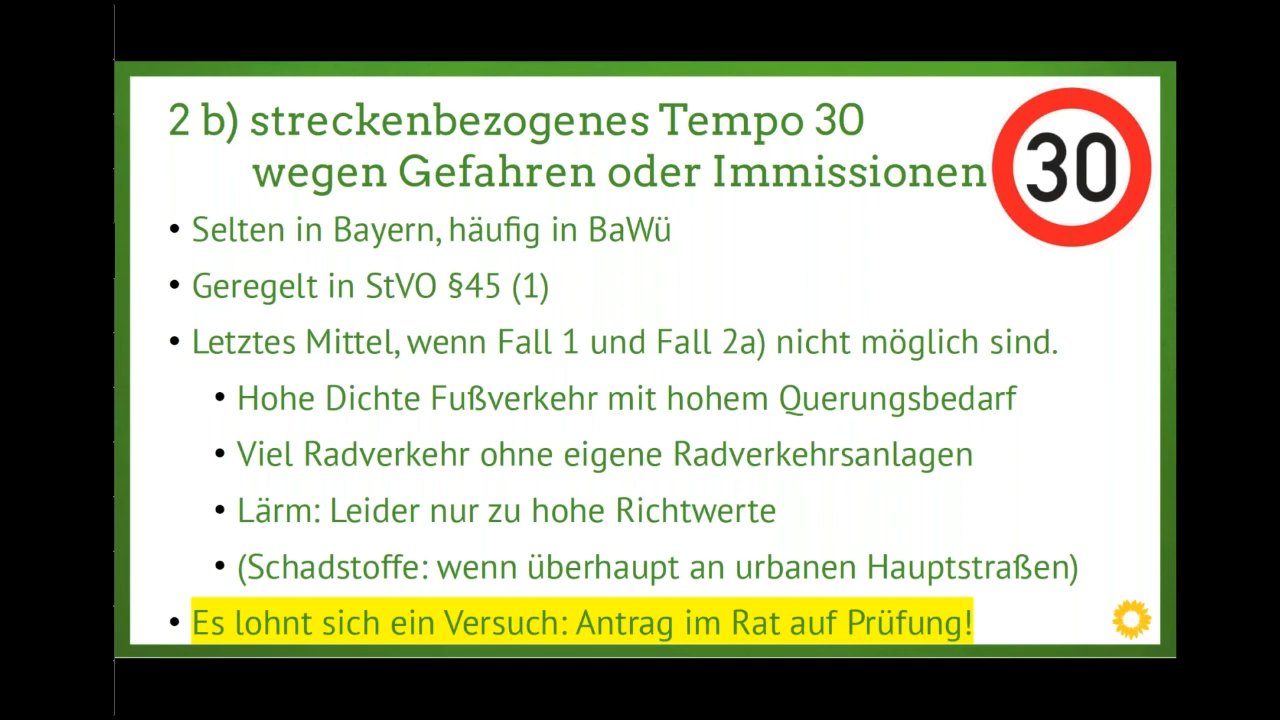 2 b) streckenbezogenes Tempo 30
wegen Gefahren oder Immissionen
30
• Selten in Bayern, häufig in BaWü
• Geregelt in StVO §45 (1)
• Letztes Mittel, wenn Fall 1 und Fall 2a) nicht möglich sind.
• Hohe Dichte Fußverkehr mit hohem Querungsbedarf
• Viel Radverkehr ohne eigene Radverkehrsanlagen
• Lärm: Leider nur zu hohe Richtwerte
• (Schadstoffe: wenn überhaupt an urbanen Hauptstraßen)
• Es lohnt sich ein Versuch: Antrag im Rat auf Prüfung!